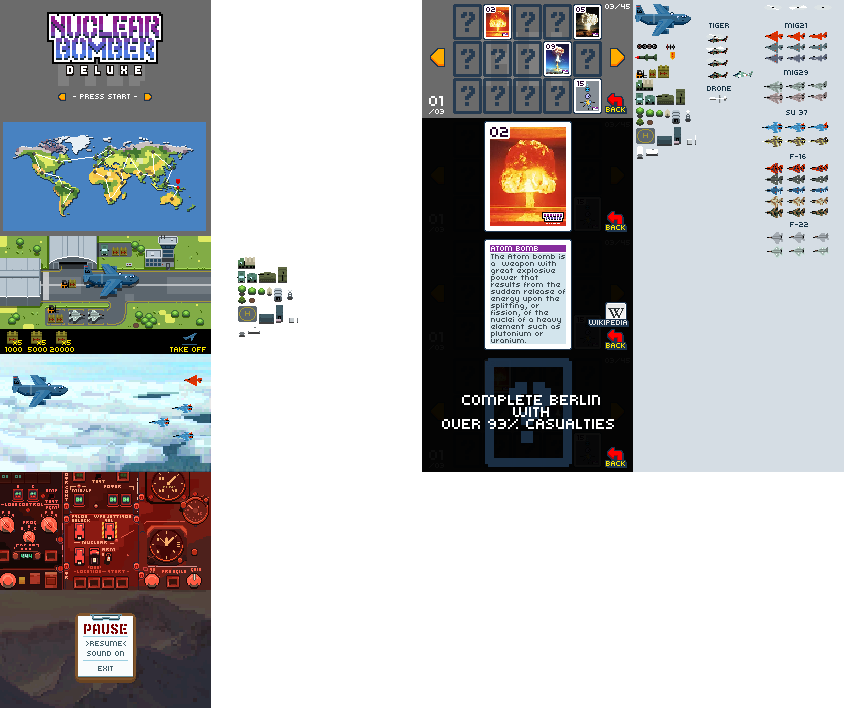 NUCLEAR
BOMBER
DELUXE
- PRESS START -
x5
x5
x5
1000
5000
20000
TAKE OFF
TEST
POWER
NUCLEAR
ARM
PAUSE
>RESUME<
SOUND ON
EXIT
03/45
02
05
09
15
01
/03
BACK
02
BACK
ATOM BOMB
The Atom bomb is
a weapon with
great explosive
power that
results from the
sudden release of
energy upon the
splitting, or
fission, of
the nuclei of a heavy
element such as
plutonium or
uranium.
W
WIKIPEDIA
BACK
COMPLETE BERLIN
WITH
OVER 93% CASUALTIES
BACK
TIGER
DRONE
MIG21
MIG29
SU 37
F-16
F-22
H
H